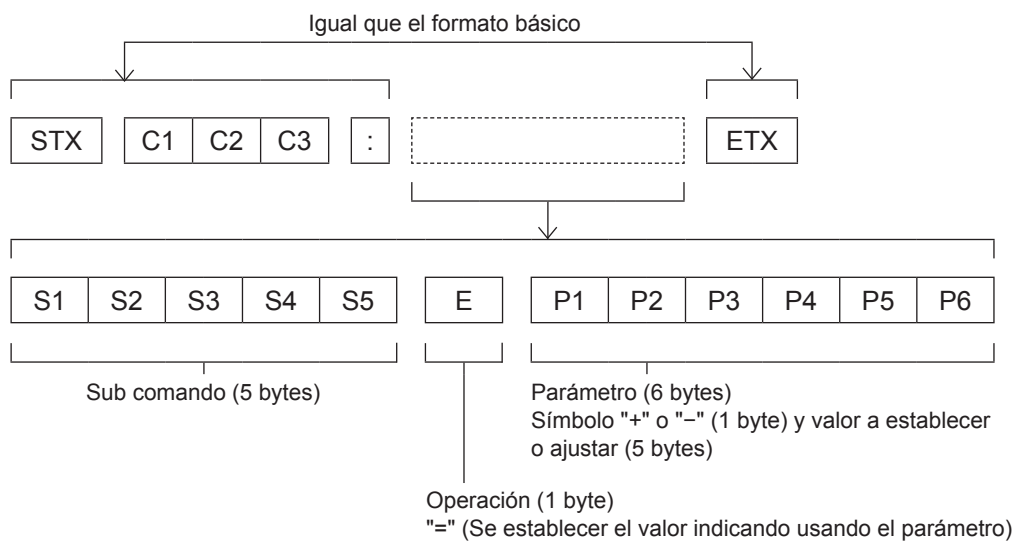 Igual que el formato básico
STX C1 C2 C3 : ETX
S1 S2 S3 S4 S5 E P1 P2 P3 P4 P5 P6
Sub comando (5 bytes)
Parámetro (6 bytes)
Símbolo "+" o "−" (1 byte) y valor a establecer
o ajustar (5 bytes)
Operación (1 byte)
"=" (Se establecer el valor indicando usando el parámetro)